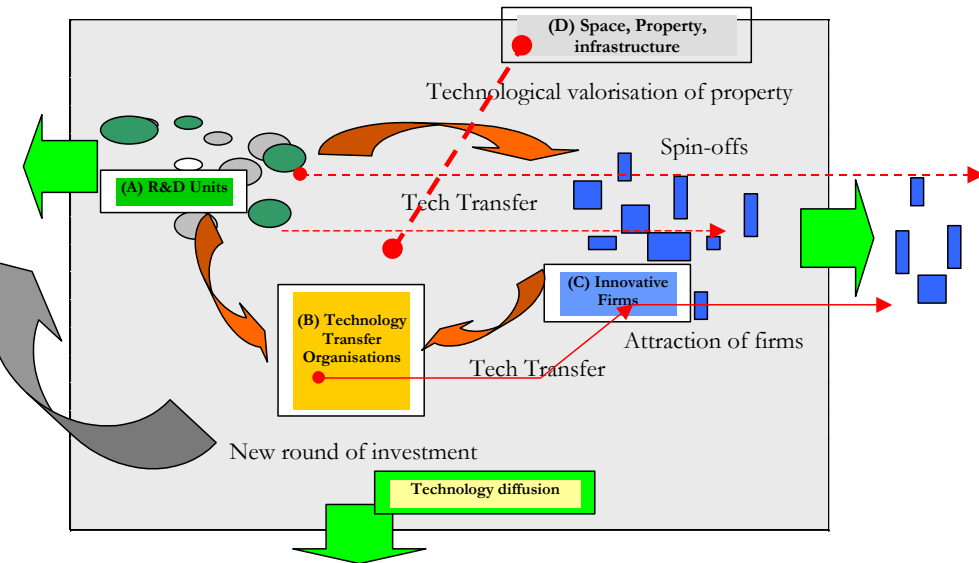 (D) Space, Property,
infrastructure
Technological valorisation of property
Spin-offs
(A) R&D Units
Tech Transfer
(C) Innovative
Firms
(B) Technology
Transfer
Organisations
Attraction of firms
Tech Transfer
New round of investment
Technology diffusion